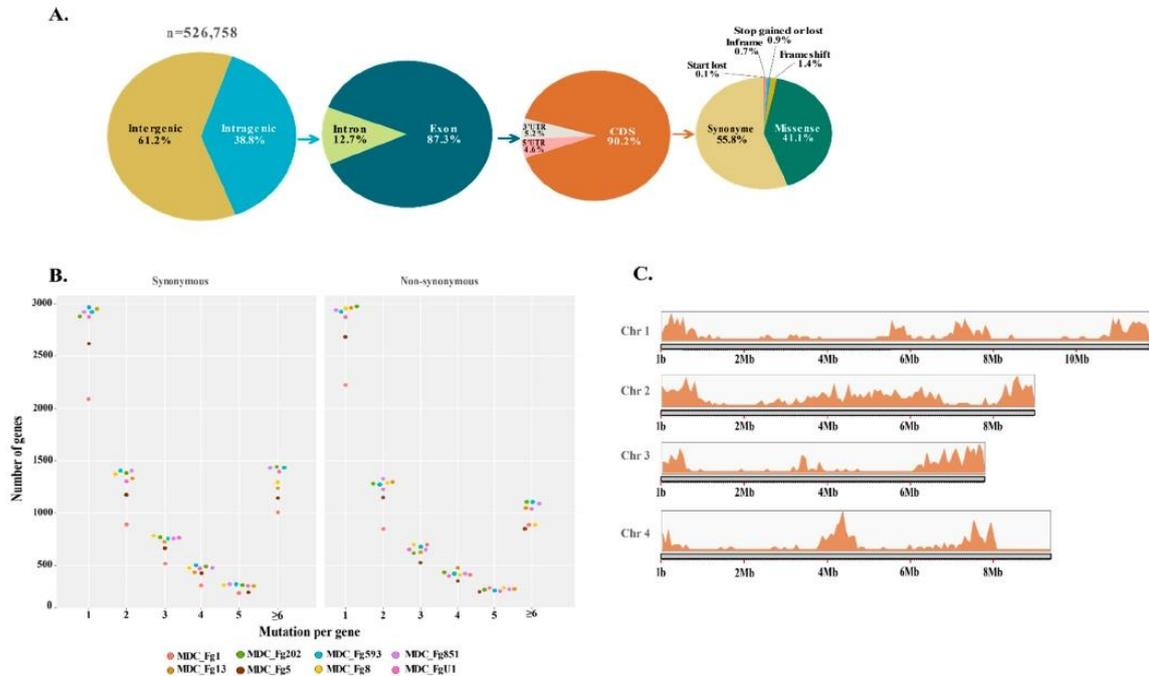 A.
n=526,758
Intergenic
61.2%
Intragenic
38.8%
Intron
12.7%
Exon
87.3%
3'UTR
5.2%
5'UTR
4.6%
CDS
90.2%
Stop gained or lost
0.9%
Inframe
0.7%
Frameshift
1.4%
Start lost
0.1%
Synonyme
55.8%
Missense
41.1%
B.
Synonymous Non-synonymous
Number of genes
3000
2500
2000
1500
1000
500
0
1 2 3 4 5 ≥6 1 2 3 4 5 ≥6
Mutation per gene
MDC_Fg1 MDC_Fg202 MDC_Fg593 MDC_Fg851
MDC_Fg13 MDC_Fg5 MDC_Fg8 MDC_FgU1
C.
Chr 1
1b 2Mb 4Mb 6Mb 8Mb 10Mb
Chr 2
1b 2Mb 4Mb 6Mb 8Mb
Chr 3
1b 2Mb 4Mb 6Mb
Chr 4
1b 2Mb 4Mb 6Mb 8Mb